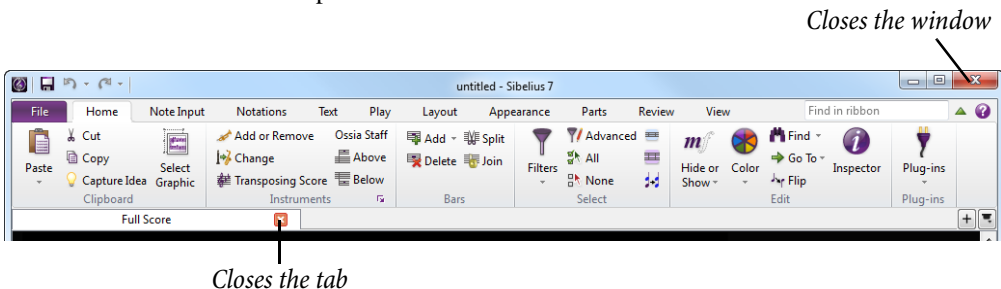 Closes the window
untitled - Sibelius 7
File Home Note Input Notations Text Play Layout Appearance Parts Review View Find in ribbon
Cut Add or Remove Ossia Staff Add Split Advanced Find
Copy Change Above Delete Join All Go To
Paste Capture Idea Select Graphic Transposing Score Below Filters None Hide or Show Color Flip Inspector Plug-ins
Clipboard Instruments Bars Select Edit Plug-ins
Full Score
Closes the tab